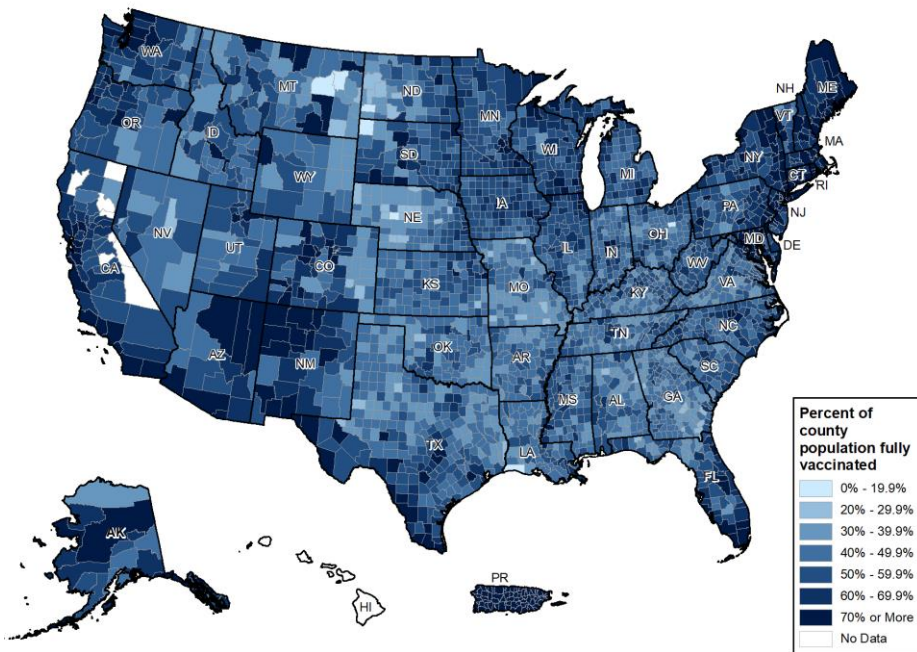 WA
MT
ND
MN
OR
ID
SD
WI
MI
NH
VT
ME
NY
MA
CT
RI
WY
IA
NE
PA
NJ
NV
UT
CO
IL
IN
OH
MD
DE
CA
KS
MO
WV
VA
KY
AZ
NM
OK
AR
TN
NC
SC
MS
AL
GA
TX
LA
FL
AK
HI
PR
Percent of
county
population fully
vaccinated
0% - 19.9%
20% - 29.9%
30% - 39.9%
40% - 49.9%
50% - 59.9%
60% - 69.9%
70% or More
No Data